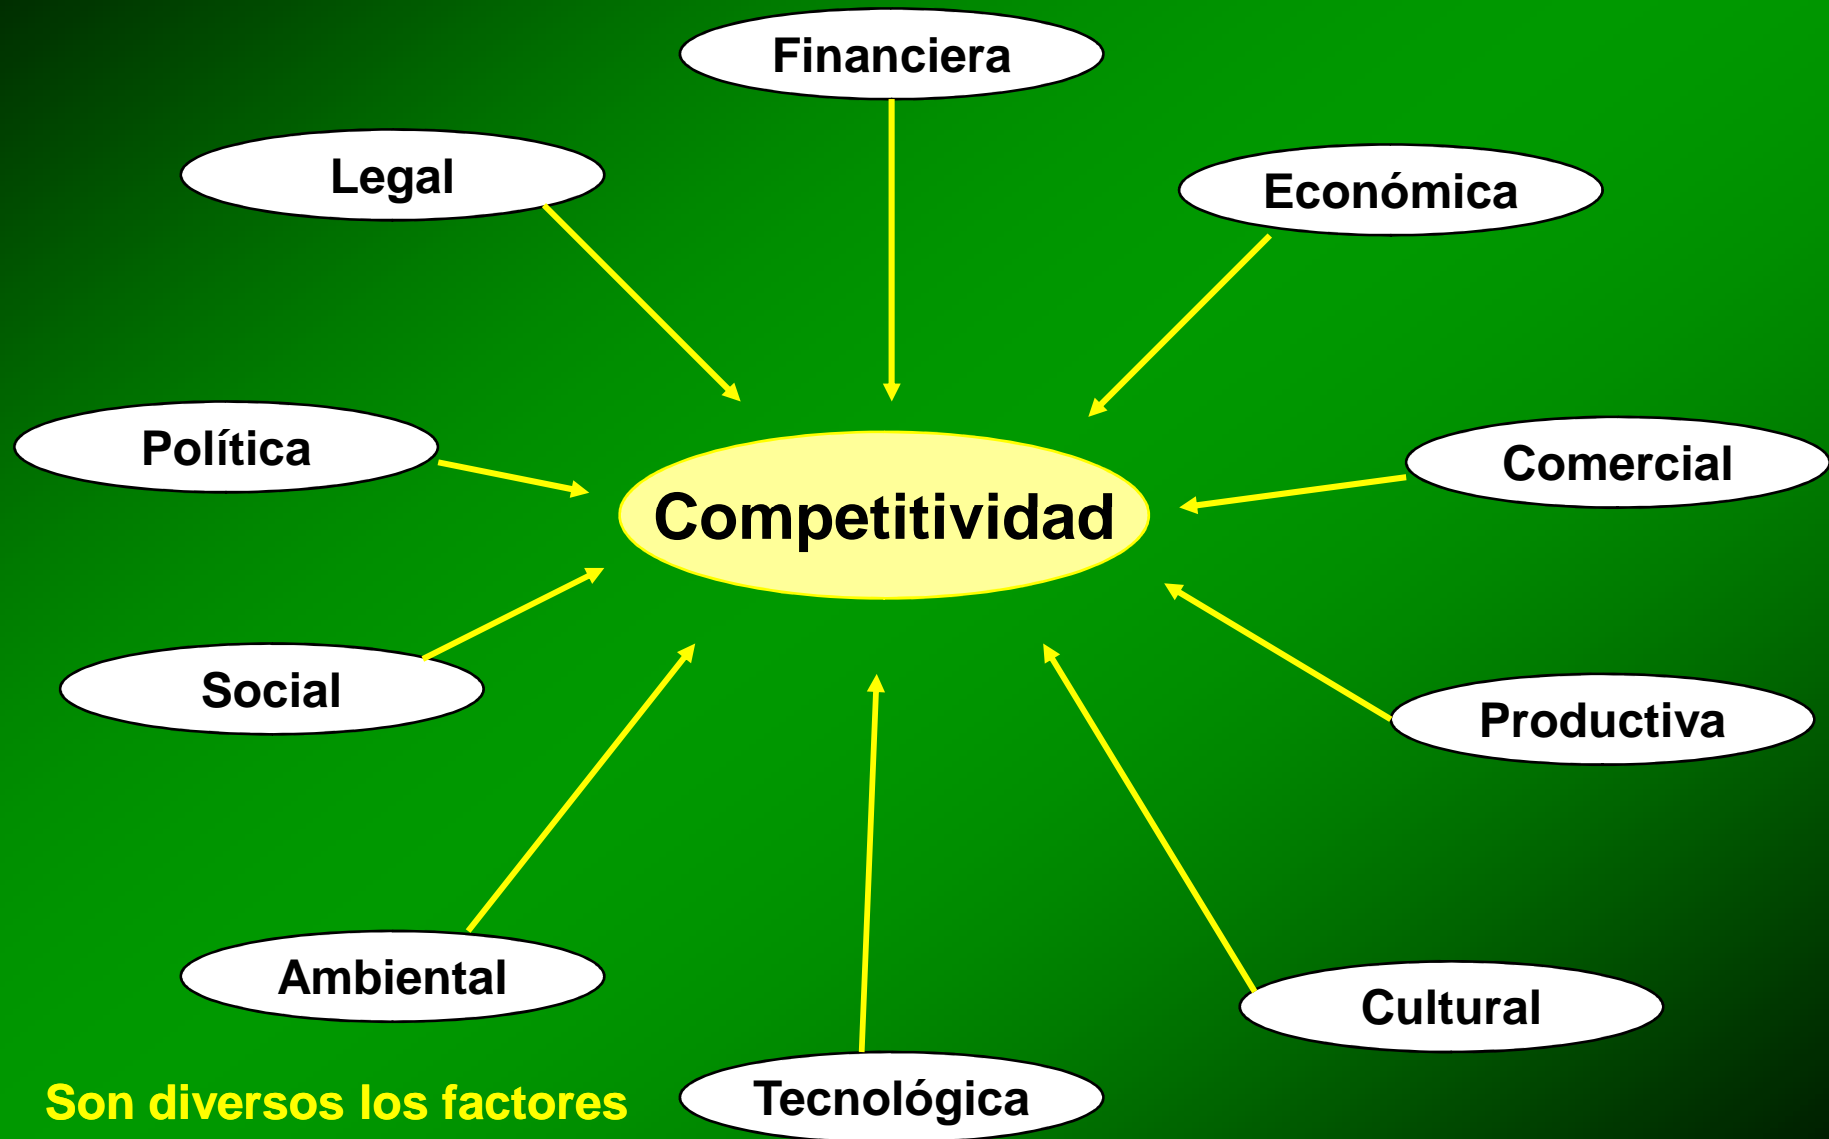 Financiera
Legal
Económica
Política
Comercial
Competitividad
Social
Productiva
Ambiental
Cultural
Tecnológica
Son diversos los factores